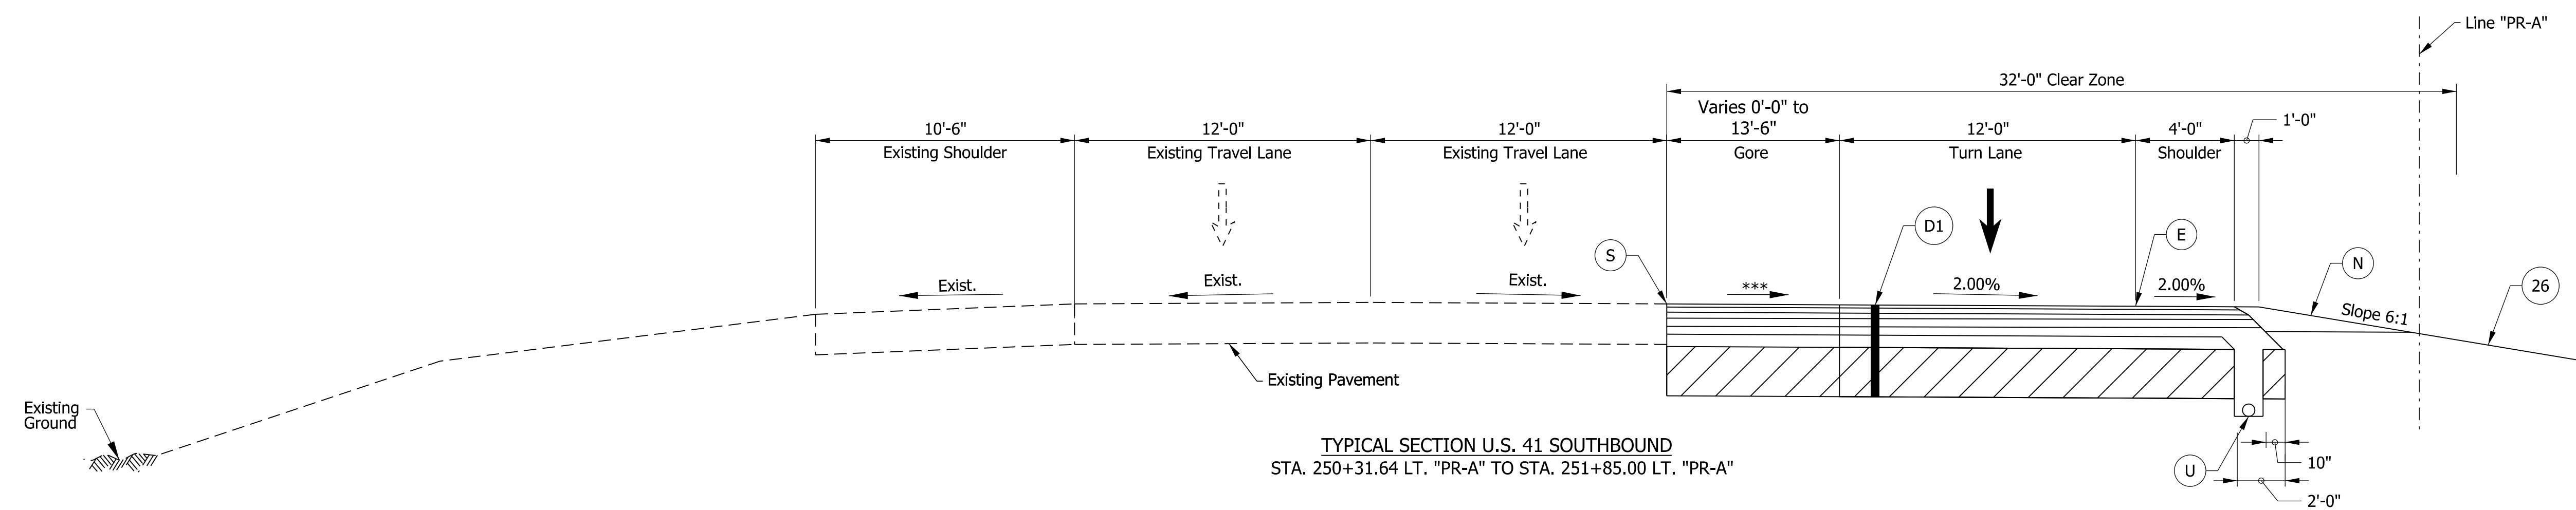 Line "PR-A"
32'-0" Clear Zone
Varies 0'-0" to
10'-6"
12'-0"
12'-0"
13'-6"
12'-0"
4'-0"
1'-0"
Existing Shoulder
Existing Travel Lane
Existing Travel Lane
Gore
Turn Lane
Shoulder
D1
E
S
N
Exist.
Exist.
Exist.
***
2.00%
2.00%
26
Slope 6:1
Existing Pavement
Existing
Ground
TYPICAL SECTION U.S. 41 SOUTHBOUND
STA. 250+31.64 LT. "PR-A" TO STA. 251+85.00 LT. "PR-A"
U
10"
2'-0"